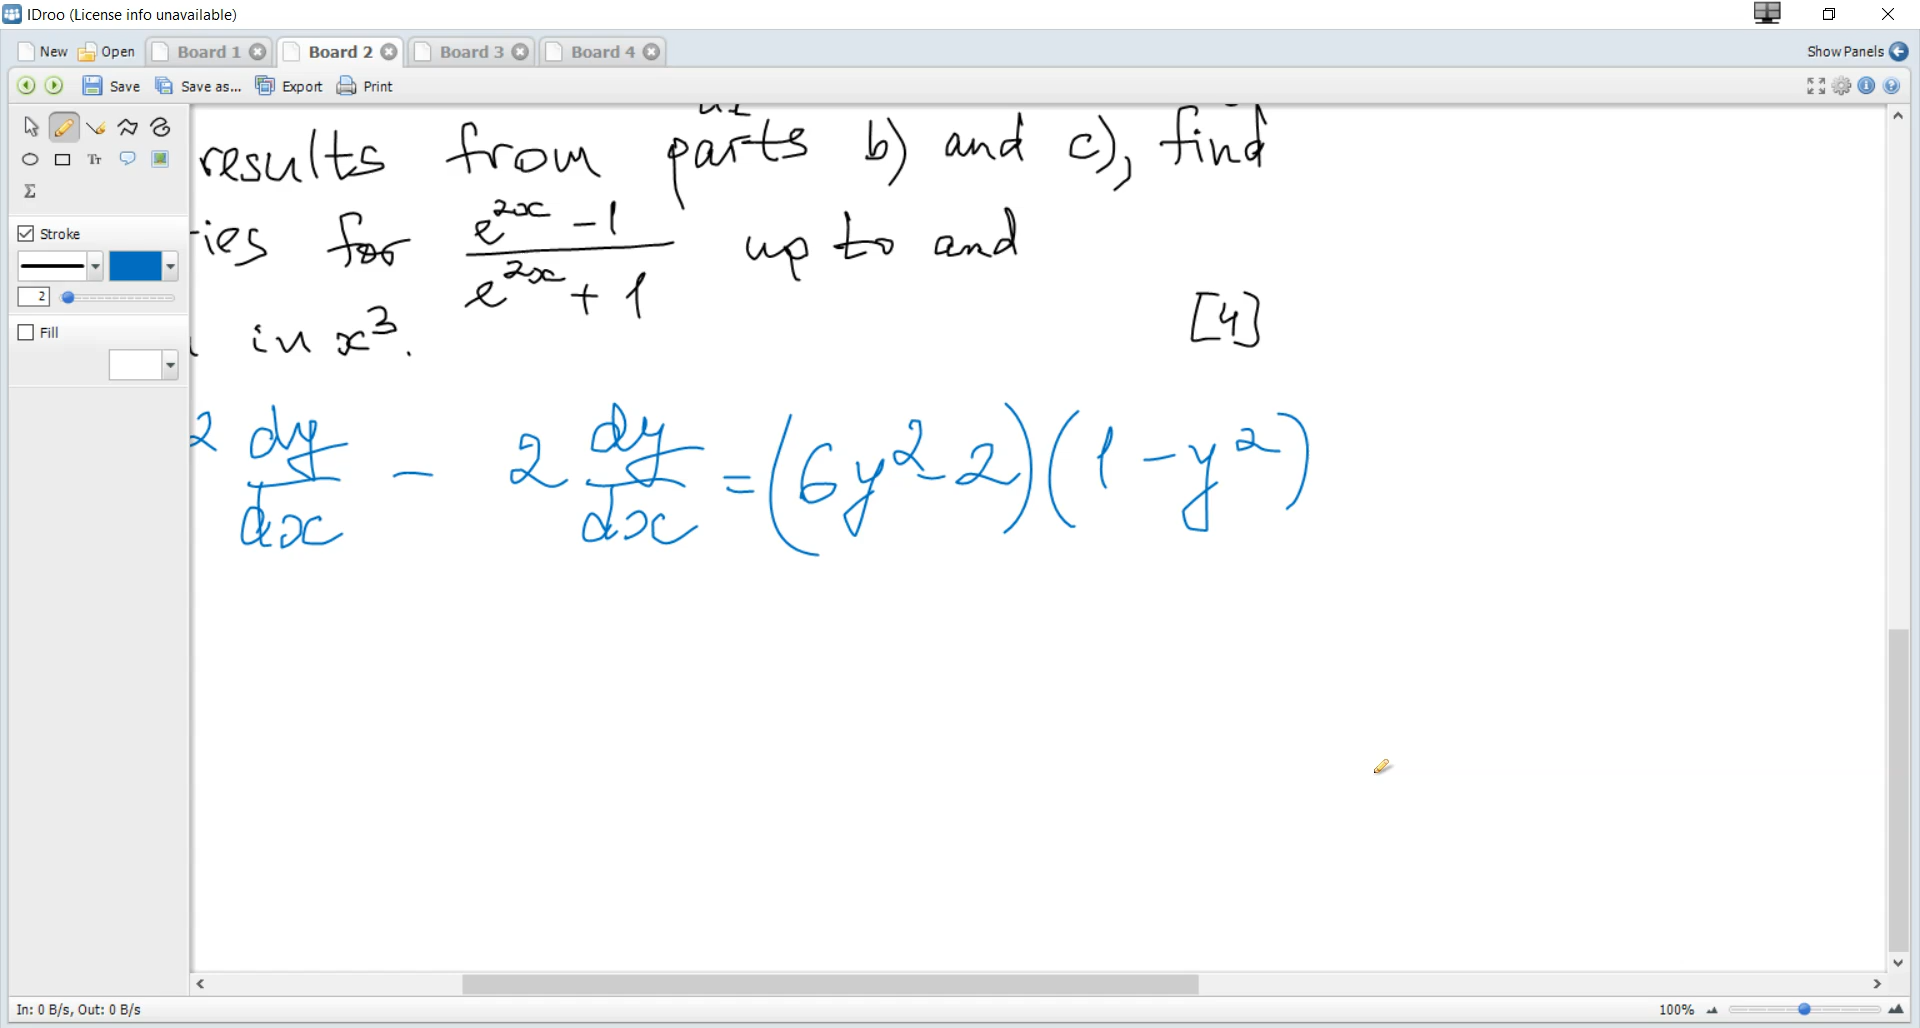 IDroo (License info unavailable)
New Open Board 1 Board 2 Board 3 Board 4 Show Panels
Save Save as... Export Print
results from parts b) and c), find
ies for (e^{2x} - 1)/(e^{2x} + 1) up to and
in x^3. [4]
2 dy/dx - 2 dy/dx = (6y^2 - 2)(1 - y^2)
Tt
Σ
Stroke
2
Fill
In: 0 B/s, Out: 0 B/s 100%